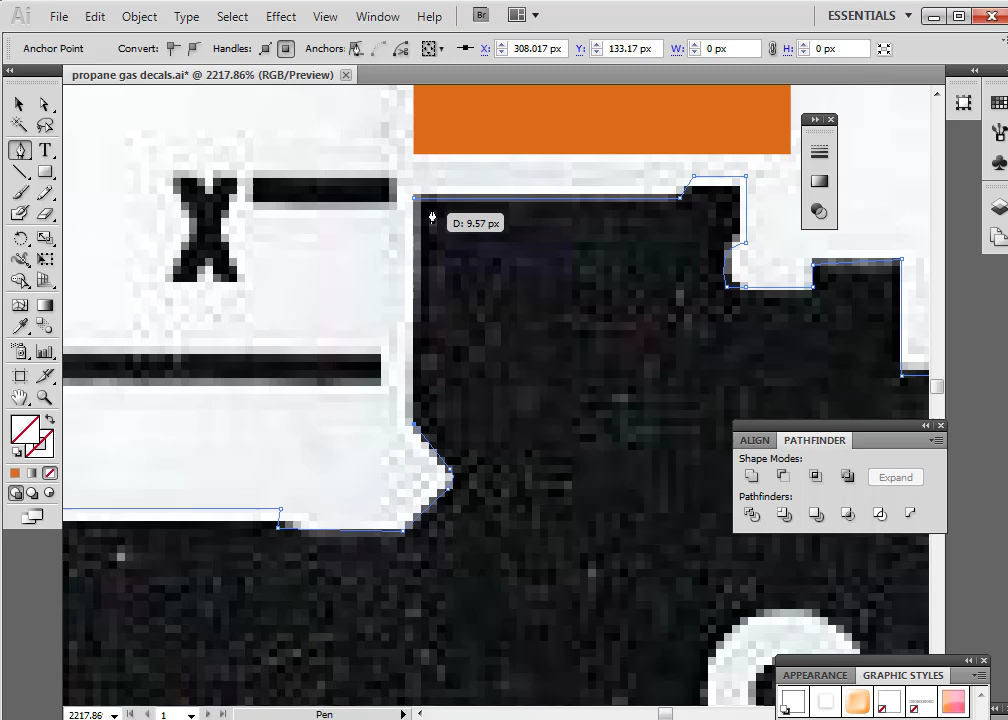 Ai File Edit Object Type Select Effect View Window Help Br ESSENTIALS
Anchor Point Convert: Handles: Anchors: X: 308.017 px Y: 133.17 px W: 0 px H: 0 px
propane gas decals.ai* @ 2217.86% (RGB/Preview)
X
D: 9.57 px
ALIGN PATHFINDER
Shape Modes:
Expand
Pathfinders:
APPEARANCE GRAPHIC STYLES
2217.86 1 Pen